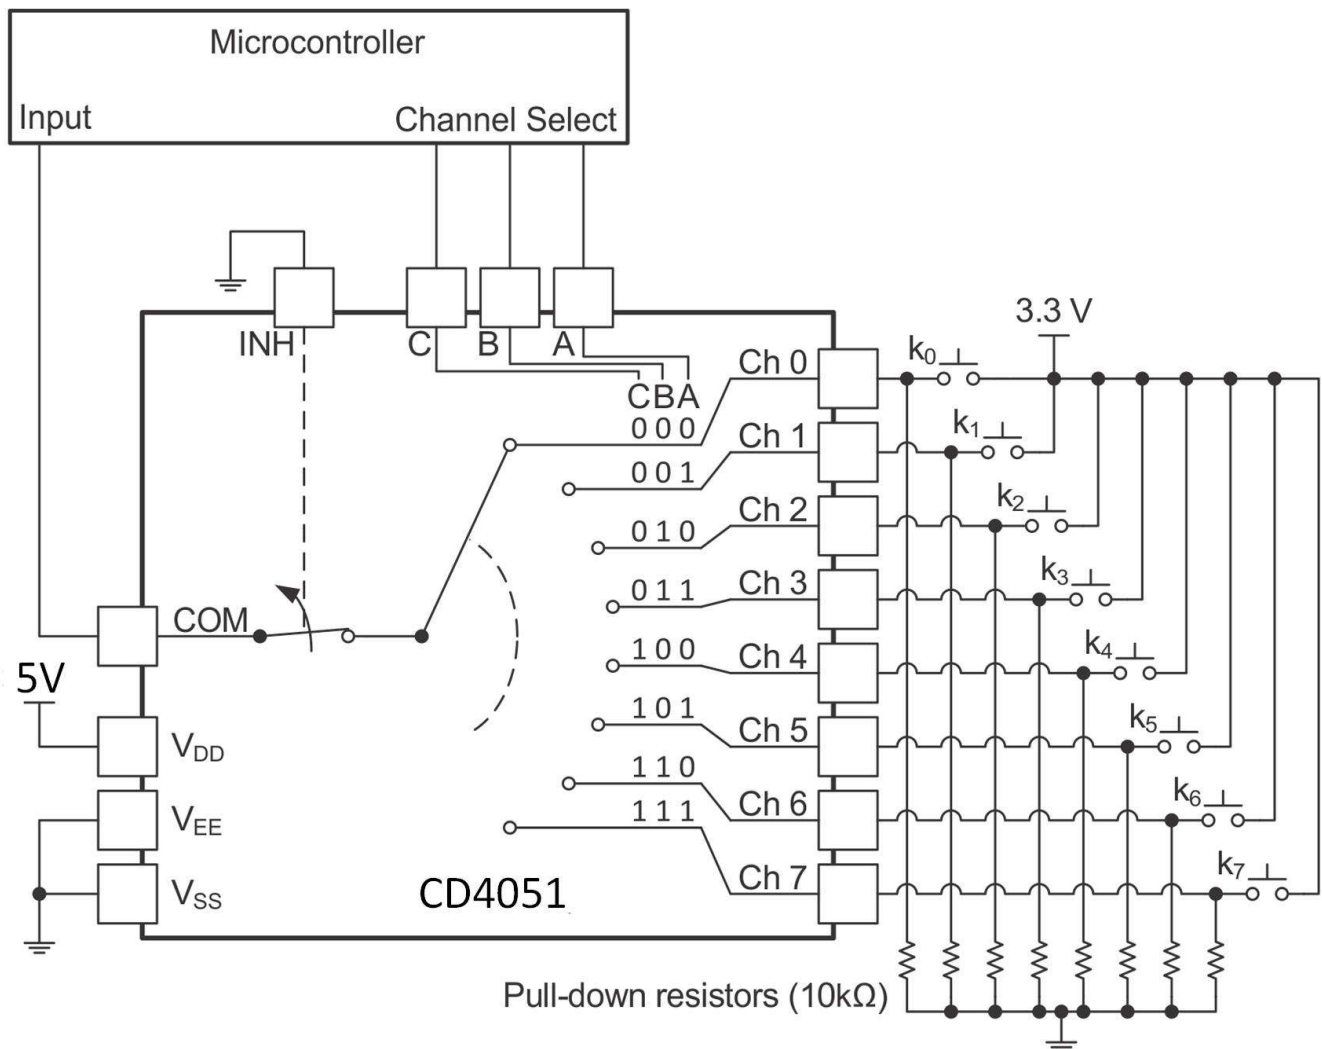 Microcontroller
Input
Channel Select
INH
C
B
A
CBA
000
001
010
011
100
101
110
111
Ch 0
Ch 1
Ch 2
Ch 3
Ch 4
Ch 5
Ch 6
Ch 7
3.3 V
k0
k1
k2
k3
k4
k5
k6
k7
COM
5V
VDD
VEE
VSS
CD4051
Pull-down resistors (10kΩ)